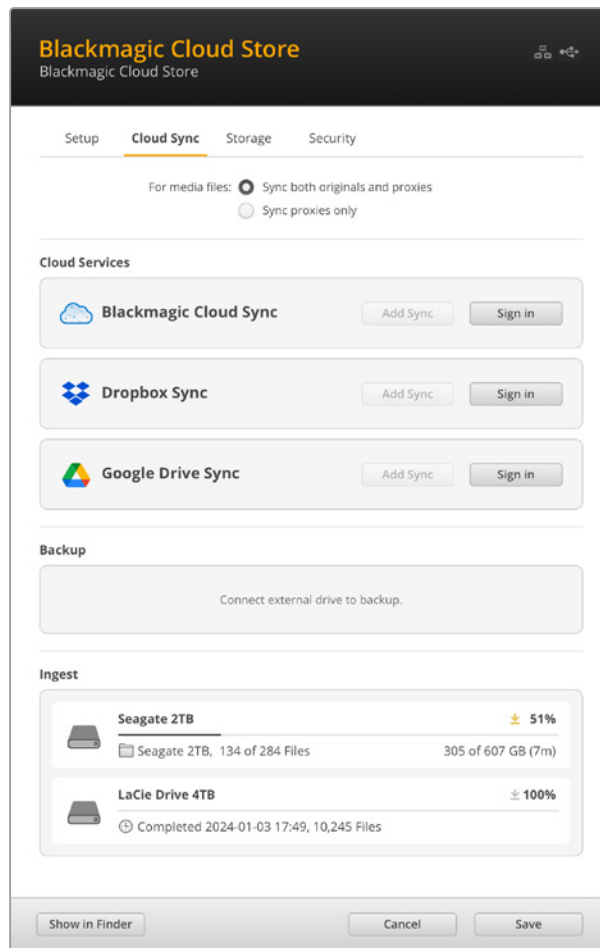 Blackmagic Cloud Store
Blackmagic Cloud Store
Setup Cloud Sync Storage Security
For media files: Sync both originals and proxies
Sync proxies only
Cloud Services
Blackmagic Cloud Sync Add Sync Sign in
Dropbox Sync Add Sync Sign in
Google Drive Sync Add Sync Sign in
Backup
Connect external drive to backup.
Ingest
Seagate 2TB 51%
Seagate 2TB, 134 of 284 Files 305 of 607 GB (7m)
LaCie Drive 4TB 100%
Completed 2024-01-03 17:49, 10,245 Files
Show in Finder Cancel Save